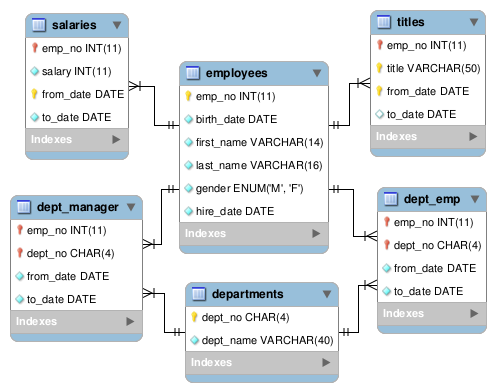 salaries
emp_no INT(11)
salary INT(11)
from_date DATE
to_date DATE
Indexes
employees
emp_no INT(11)
birth_date DATE
first_name VARCHAR(14)
last_name VARCHAR(16)
gender ENUM('M', 'F')
hire_date DATE
Indexes
titles
emp_no INT(11)
title VARCHAR(50)
from_date DATE
to_date DATE
Indexes
dept_manager
emp_no INT(11)
dept_no CHAR(4)
from_date DATE
to_date DATE
Indexes
departments
dept_no CHAR(4)
dept_name VARCHAR(40)
Indexes
dept_emp
emp_no INT(11)
dept_no CHAR(4)
from_date DATE
to_date DATE
Indexes